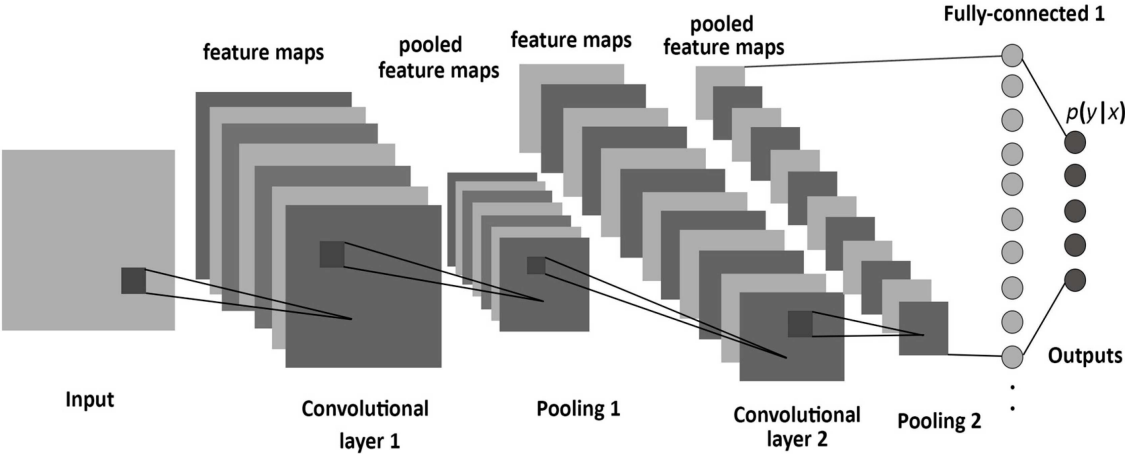 Fully-connected 1
feature maps
pooled
feature maps
feature maps
pooled
feature maps
p(y|x)
Outputs
Input
Convolutional
layer 1
Pooling 1
Convolutional
layer 2
Pooling 2